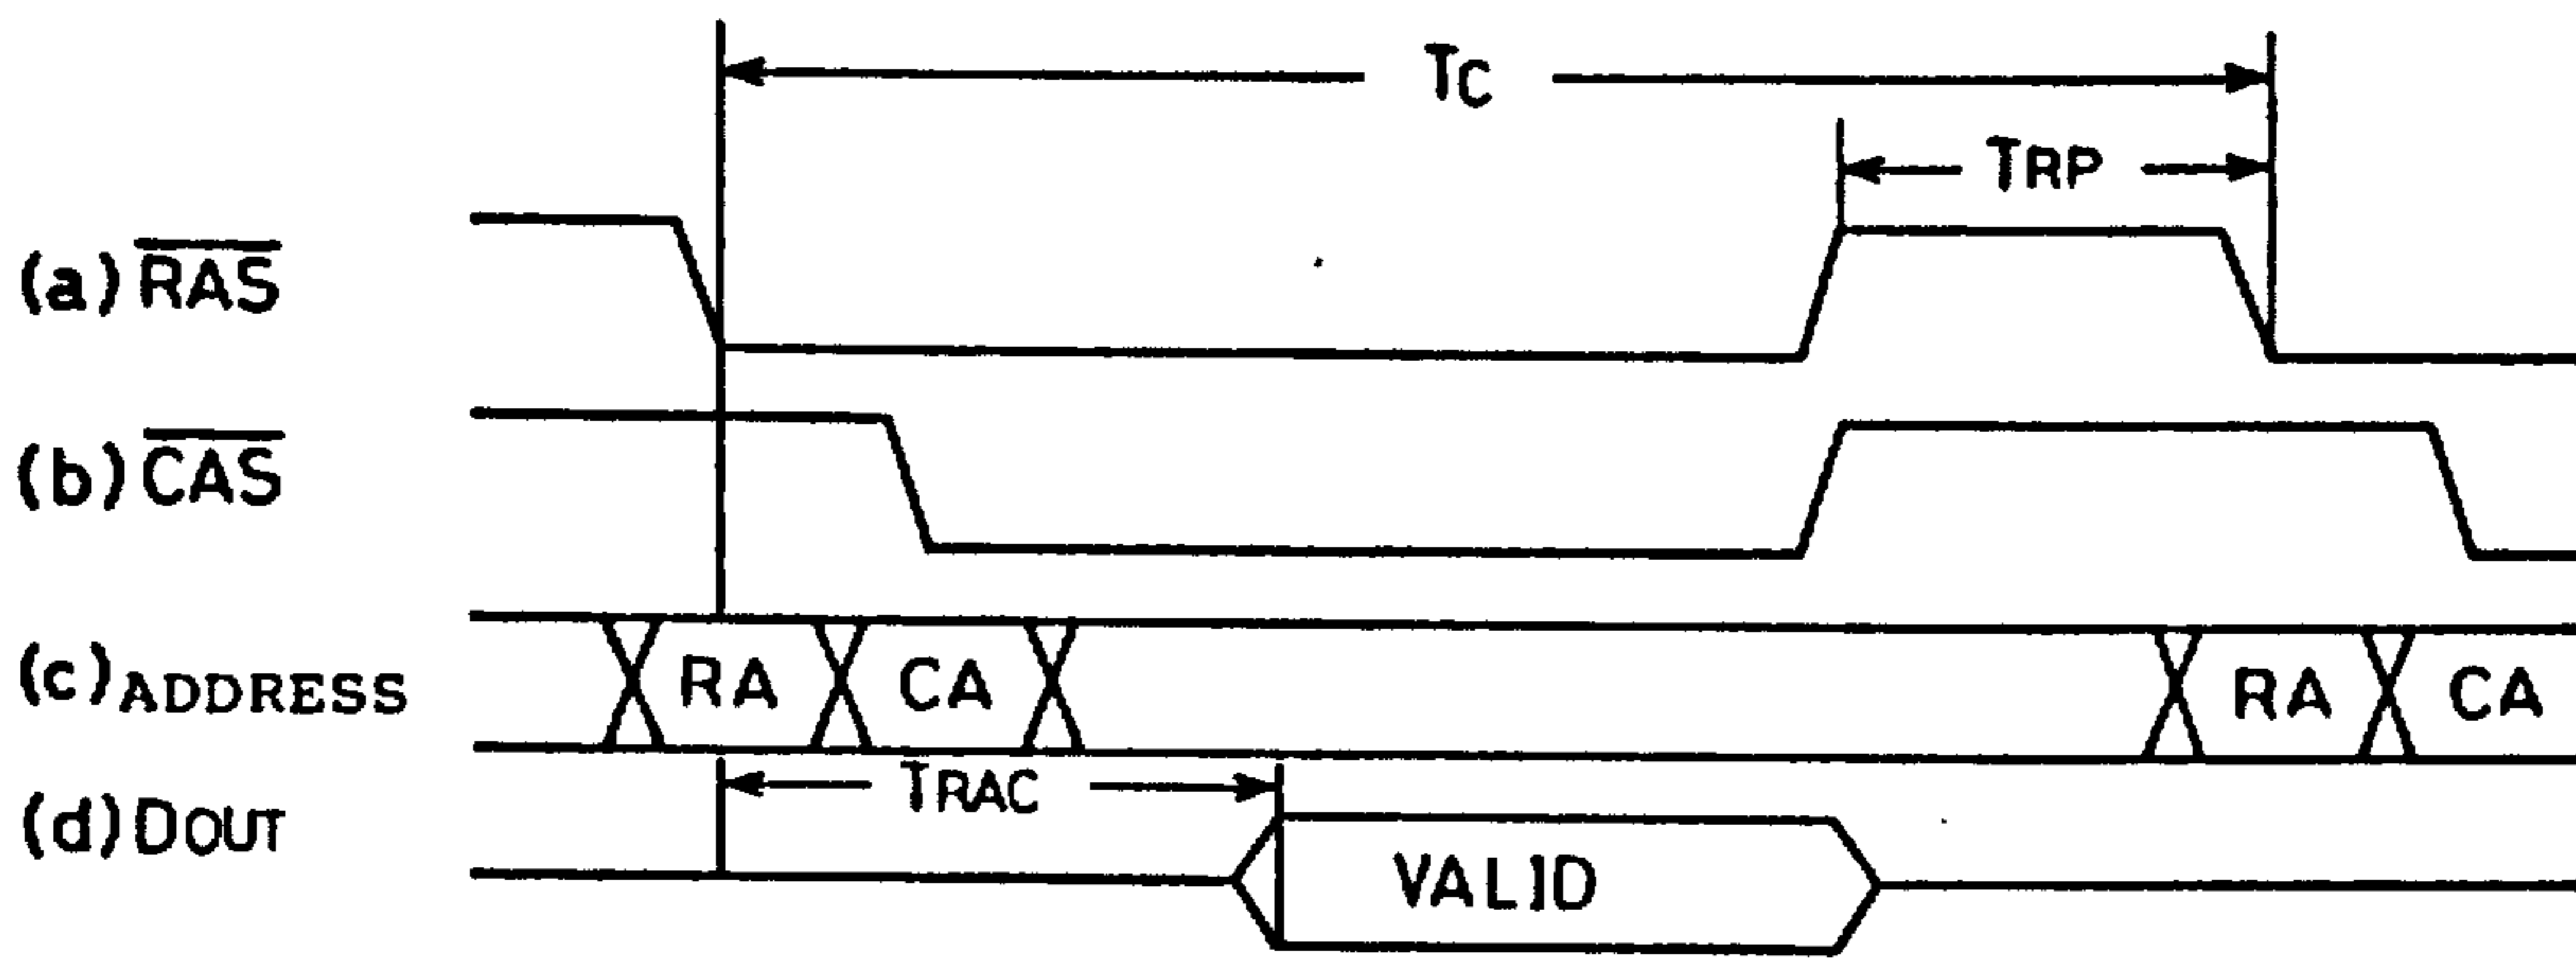 TC
TRP
(a) RAS
(b) CAS
(c) ADDRESS RA CA RA CA
TRAC
(d) DOUT VALID